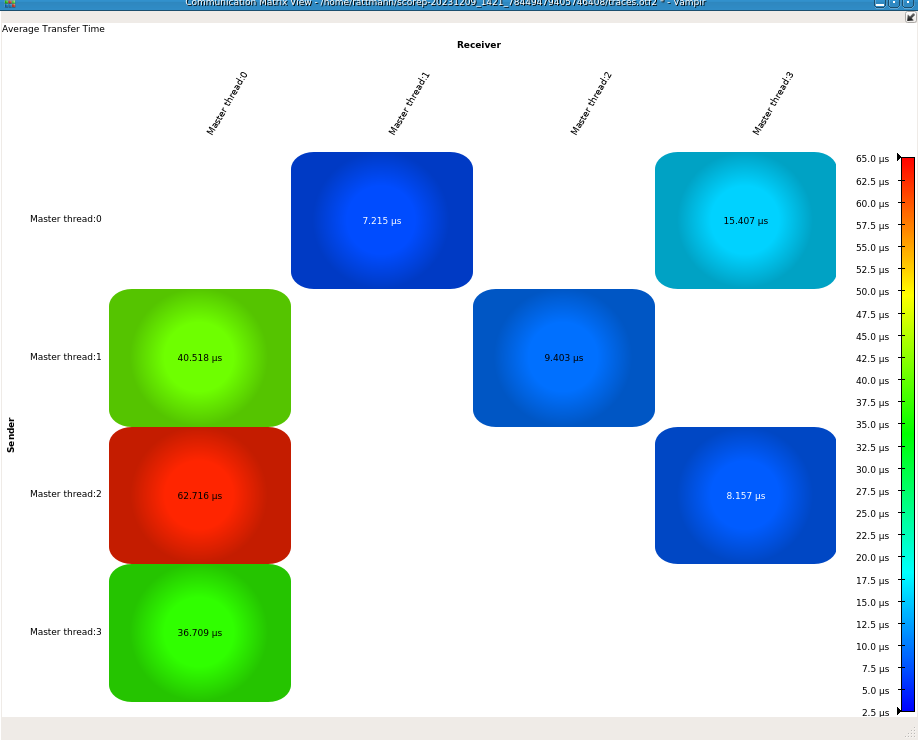 Communication Matrix View - /home/rattmann/scorep-20231209_1421_78449479405746408/traces.otf2 * - Vampir
Average Transfer Time
Receiver
Master thread:0
Master thread:1
Master thread:2
Master thread:3
Sender
Master thread:0
7.215 µs
15.407 µs
Master thread:1
40.518 µs
9.403 µs
Master thread:2
62.716 µs
8.157 µs
Master thread:3
36.709 µs
65.0 µs
62.5 µs
60.0 µs
57.5 µs
55.0 µs
52.5 µs
50.0 µs
47.5 µs
45.0 µs
42.5 µs
40.0 µs
37.5 µs
35.0 µs
32.5 µs
30.0 µs
27.5 µs
25.0 µs
22.5 µs
20.0 µs
17.5 µs
15.0 µs
12.5 µs
10.0 µs
7.5 µs
5.0 µs
2.5 µs